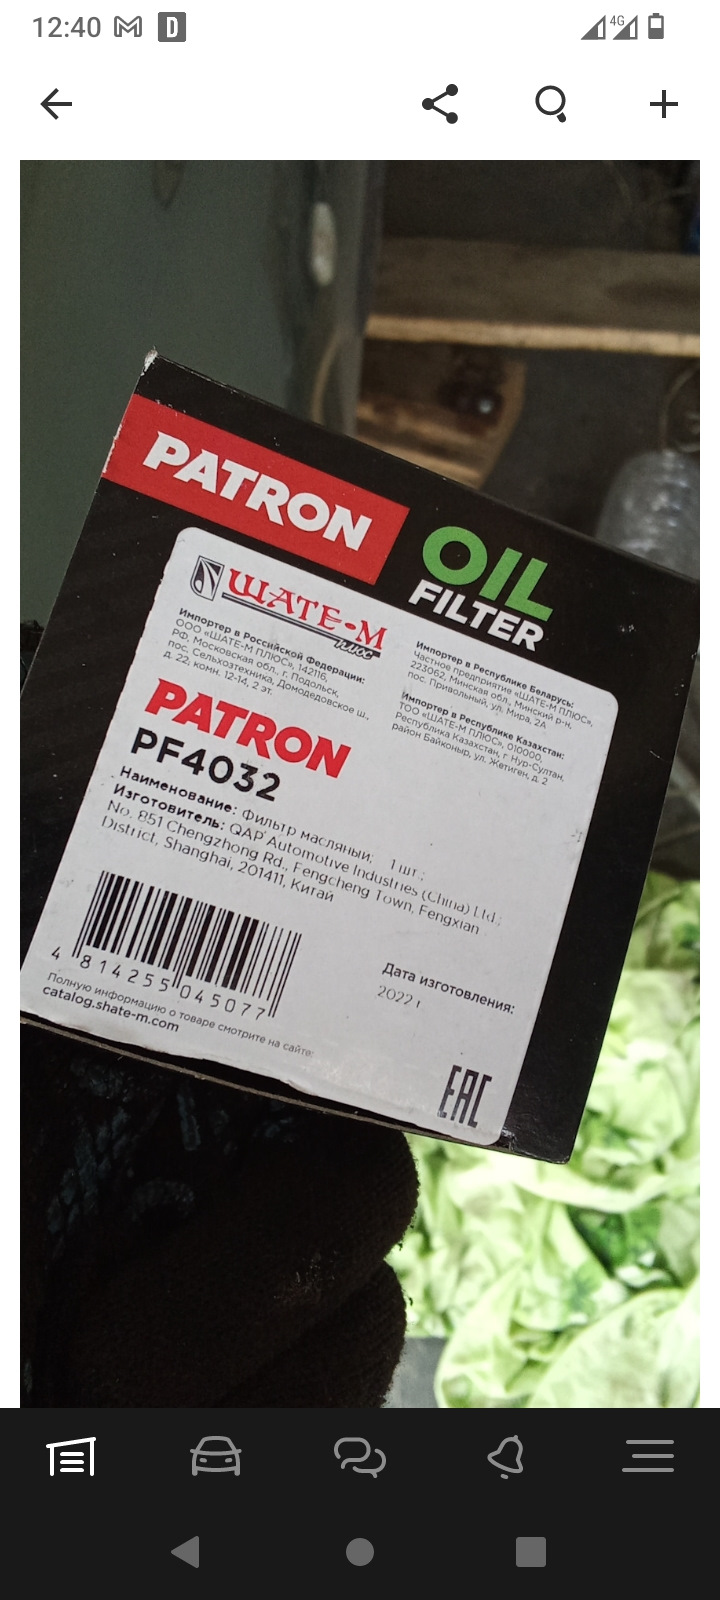 12:40
4G
PATRON
OIL
FILTER
ШАТЕ-М
ПЛЮС
Импортер в Российской Федерации:
ООО «ШАТЕ-М ПЛЮС», 142116,
РФ, Московская обл., г. Подольск,
пос. Сельхозтехника, Домодедовское ш.,
д. 22, комн. 12-14, 2 эт.
Импортер в Республике Беларусь:
Частное предприятие «ШАТЕ-М ПЛЮС»,
223062, Минская обл., Минский р-н,
пос. Привольный, ул. Мира, 2А
Импортер в Республике Казахстан:
ТОО «ШАТЕ-М ПЛЮС», 010000,
Республика Казахстан, г. Нур-Султан,
район Байконыр, ул. Жетиген, д. 2
PATRON
PF4032
Наименование: Фильтр масляный; 1 шт.;
Изготовитель: QAP Automotive Industries (China) Ltd.;
No. 851 Chengzhong Rd., Fengcheng Town, Fengxian
District, Shanghai, 201411, Китай
4 814255 045077
Дата изготовления:
2022 г
Полную информацию о товаре смотрите на сайте:
catalog.shate-m.com
EAC